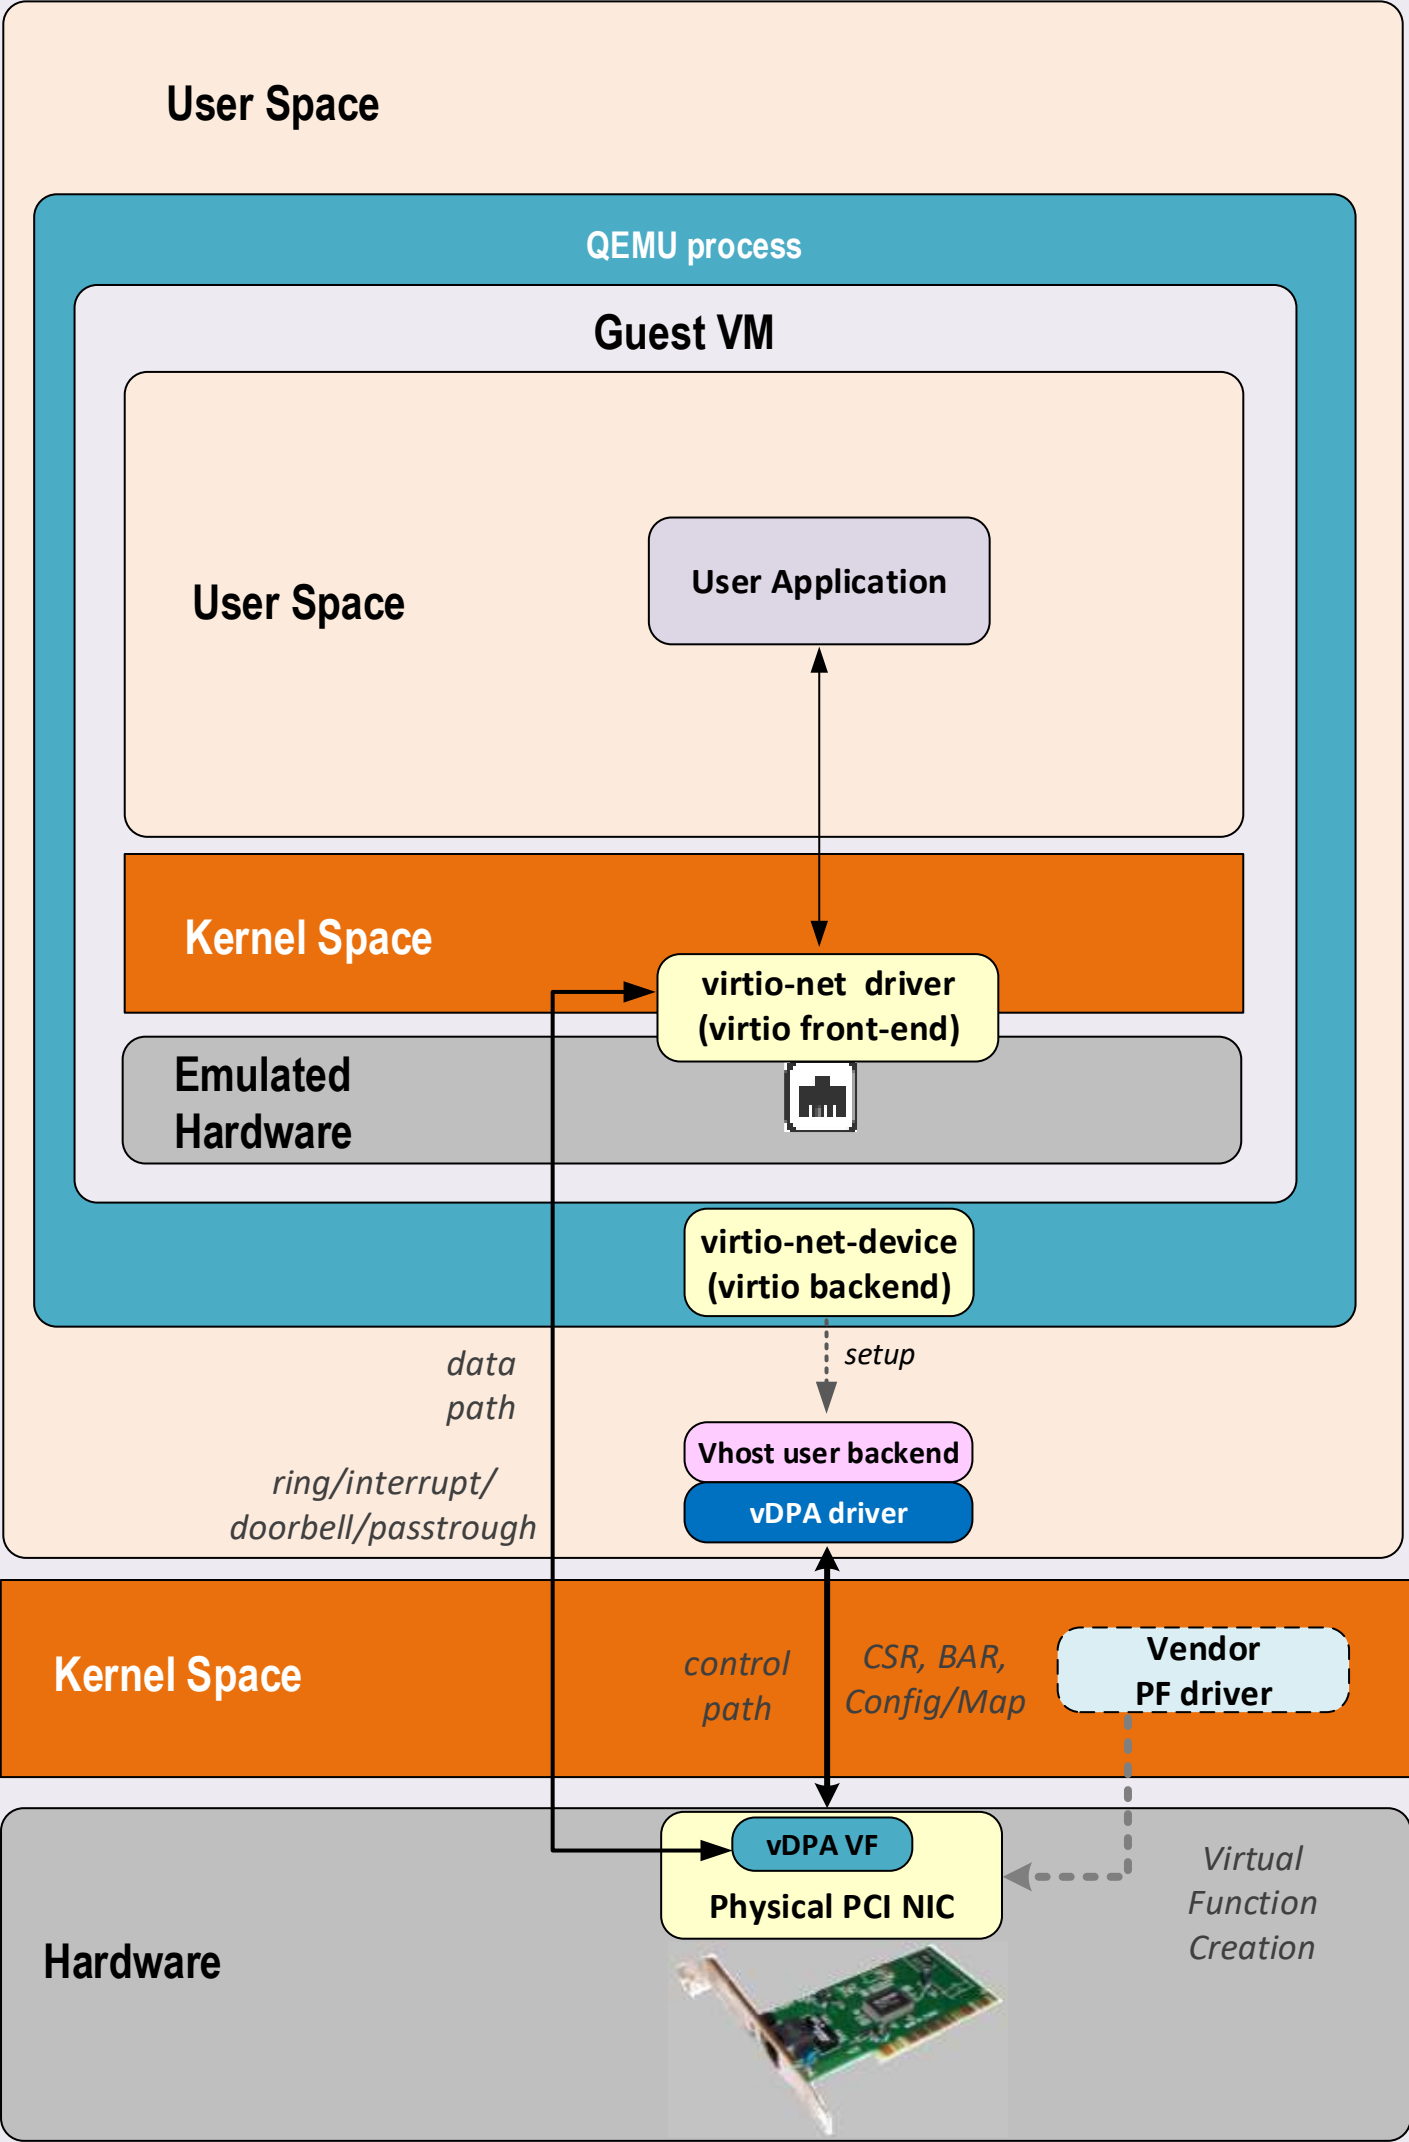 User Space
QEMU process
Guest VM
User Application
User Space
Kernel Space
virtio-net driver
(virtio front-end)
Emulated
Hardware
virtio-net-device
(virtio backend)
setup
data
path
Vhost user backend
ring/interrupt/
doorbell/passtrough
vDPA driver
Kernel Space
control
path
CSR, BAR,
Config/Map
Vendor
PF driver
vDPA VF
Physical PCI NIC
Virtual
Function
Creation
Hardware